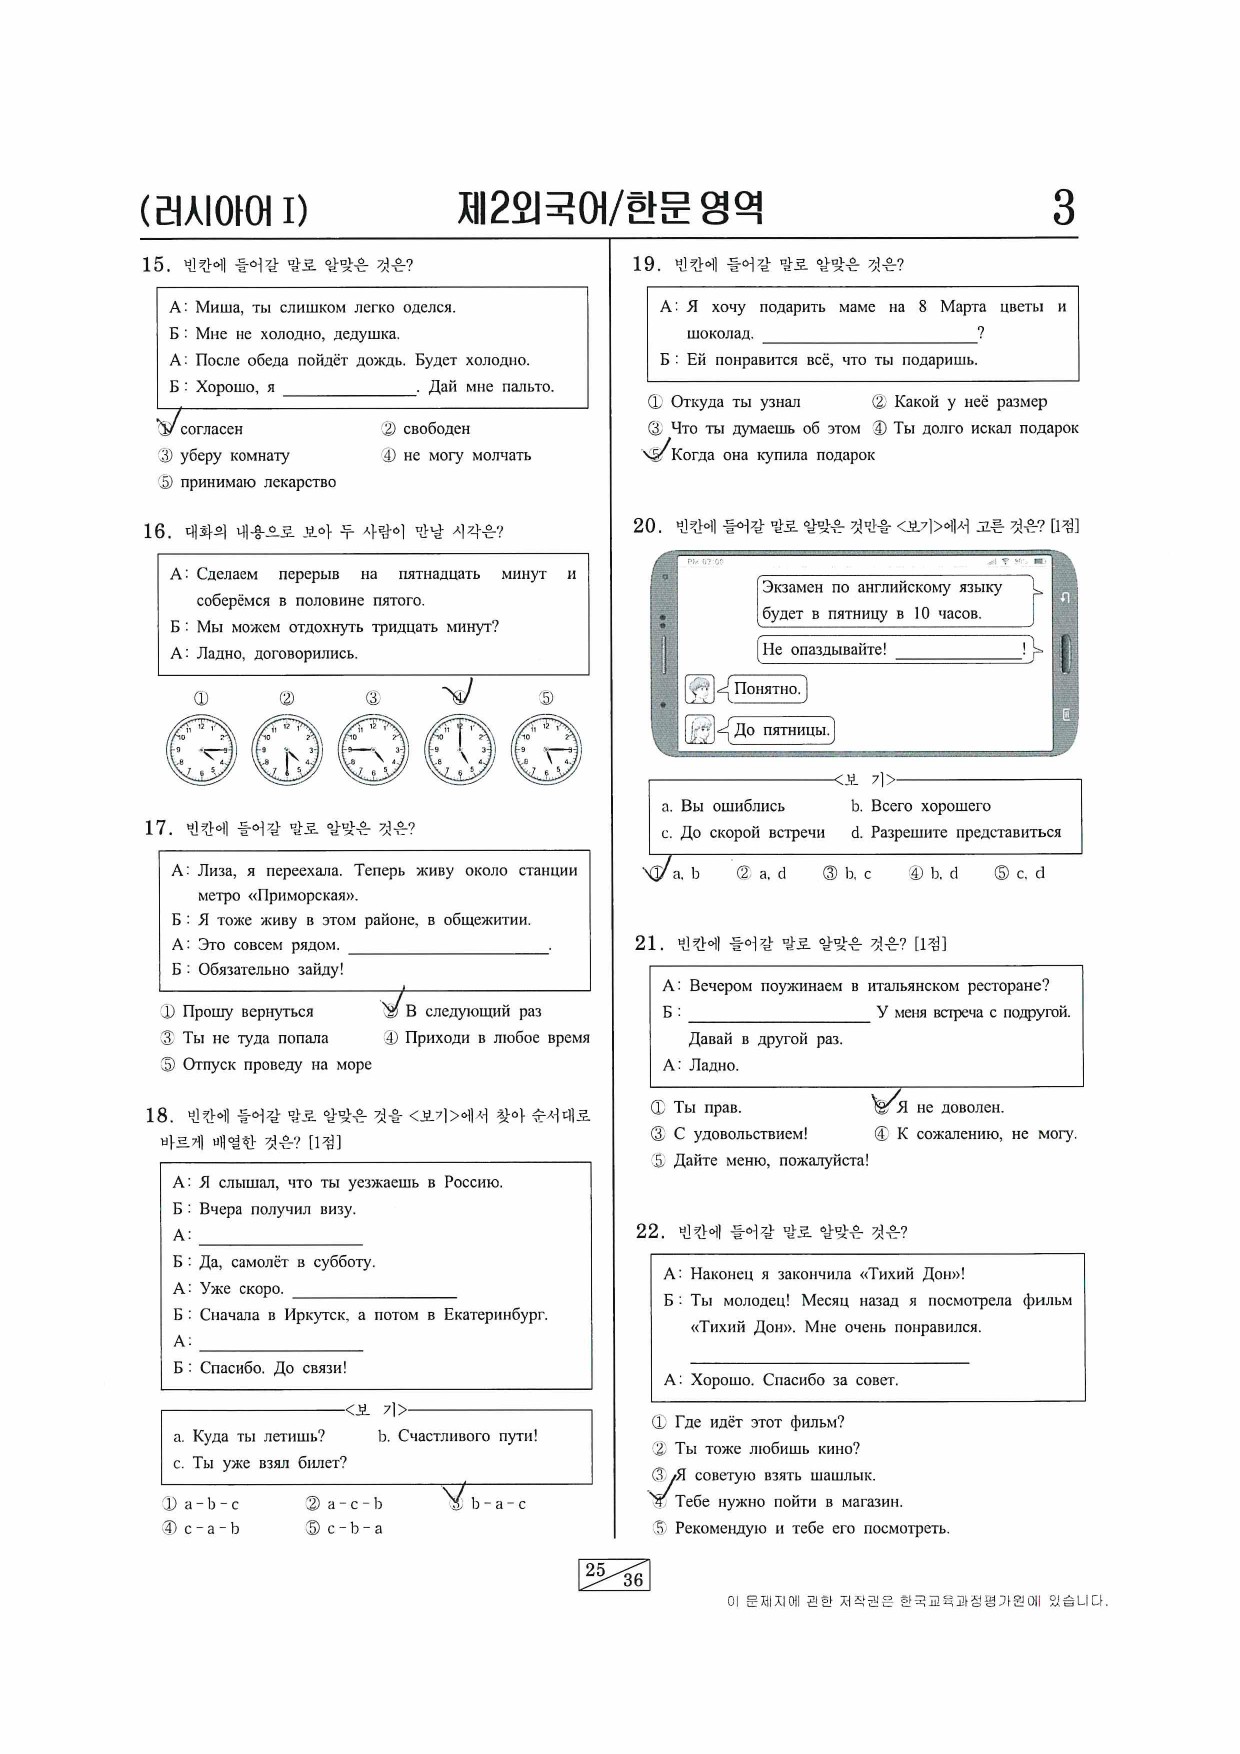 (러시아어 I)
제2외국어/한문 영역
3
15. 빈칸에 들어갈 말로 알맞은 것은?
А: Миша, ты слишком легко оделся.
Б: Мне не холодно, дедушка.
А: После обеда пойдёт дождь. Будет холодно.
Б: Хорошо, я ______________. Дай мне пальто.
① согласен ② свободен
③ уберу комнату ④ не могу молчать
⑤ принимаю лекарство
16. 대화의 내용으로 보아 두 사람이 만날 시각은?
А: Сделаем перерыв на пятнадцать минут и
соберёмся в половине пятого.
Б: Мы можем отдохнуть тридцать минут?
А: Ладно, договорились.
① ② ③ ④ ⑤
17. 빈칸에 들어갈 말로 알맞은 것은?
А: Лиза, я переехала. Теперь живу около станции
метро «Приморская».
Б: Я тоже живу в этом районе, в общежитии.
А: Это совсем рядом. ______________.
Б: Обязательно зайду!
① Прошу вернуться ② В следующий раз
③ Ты не туда попала ④ Приходи в любое время
⑤ Отпуск проведу на море
18. 빈칸에 들어갈 말로 알맞은 것을 <보기>에서 찾아 순서대로
바르게 배열한 것은? [1점]
А: Я слышал, что ты уезжаешь в Россию.
Б: Вчера получил визу.
А: ______________
Б: Да, самолёт в субботу.
А: Уже скоро. ______________
Б: Сначала в Иркутск, а потом в Екатеринбург.
А: ______________
Б: Спасибо. До связи!
<보 기>
a. Куда ты летишь? b. Счастливого пути!
c. Ты уже взял билет?
① a-b-c ② a-c-b ③ b-a-c
④ c-a-b ⑤ c-b-a
19. 빈칸에 들어갈 말로 알맞은 것은?
А: Я хочу подарить маме на 8 Марта цветы и
шоколад. ______________?
Б: Ей понравится всё, что ты подаришь.
① Откуда ты узнал ② Какой у неё размер
③ Что ты думаешь об этом ④ Ты долго искал подарок
⑤ Когда она купила подарок
20. 빈칸에 들어갈 말로 알맞은 것만을 <보기>에서 고른 것은? [1점]
Экзамен по английскому языку
будет в пятницу в 10 часов.
Не опаздывайте! ______________!
Понятно.
До пятницы.
<보 기>
a. Вы ошиблись b. Всего хорошего
c. До скорой встречи d. Разрешите представиться
① a, b ② a, d ③ b, c ④ b, d ⑤ c, d
21. 빈칸에 들어갈 말로 알맞은 것은? [1점]
А: Вечером поужинаем в итальянском ресторане?
Б: ______________ У меня встреча с подругой.
Давай в другой раз.
А: Ладно.
① Ты прав. ② Я не доволен.
③ С удовольствием! ④ К сожалению, не могу.
⑤ Дайте меню, пожалуйста!
22. 빈칸에 들어갈 말로 알맞은 것은?
А: Наконец я закончила «Тихий Дон»!
Б: Ты молодец! Месяц назад я посмотрела фильм
«Тихий Дон». Мне очень понравился.
______________
А: Хорошо. Спасибо за совет.
① Где идёт этот фильм?
② Ты тоже любишь кино?
③ Я советую взять шашлык.
④ Тебе нужно пойти в магазин.
⑤ Рекомендую и тебе его посмотреть.
25
36
이 문제지에 관한 저작권은 한국교육과정평가원에 있습니다.